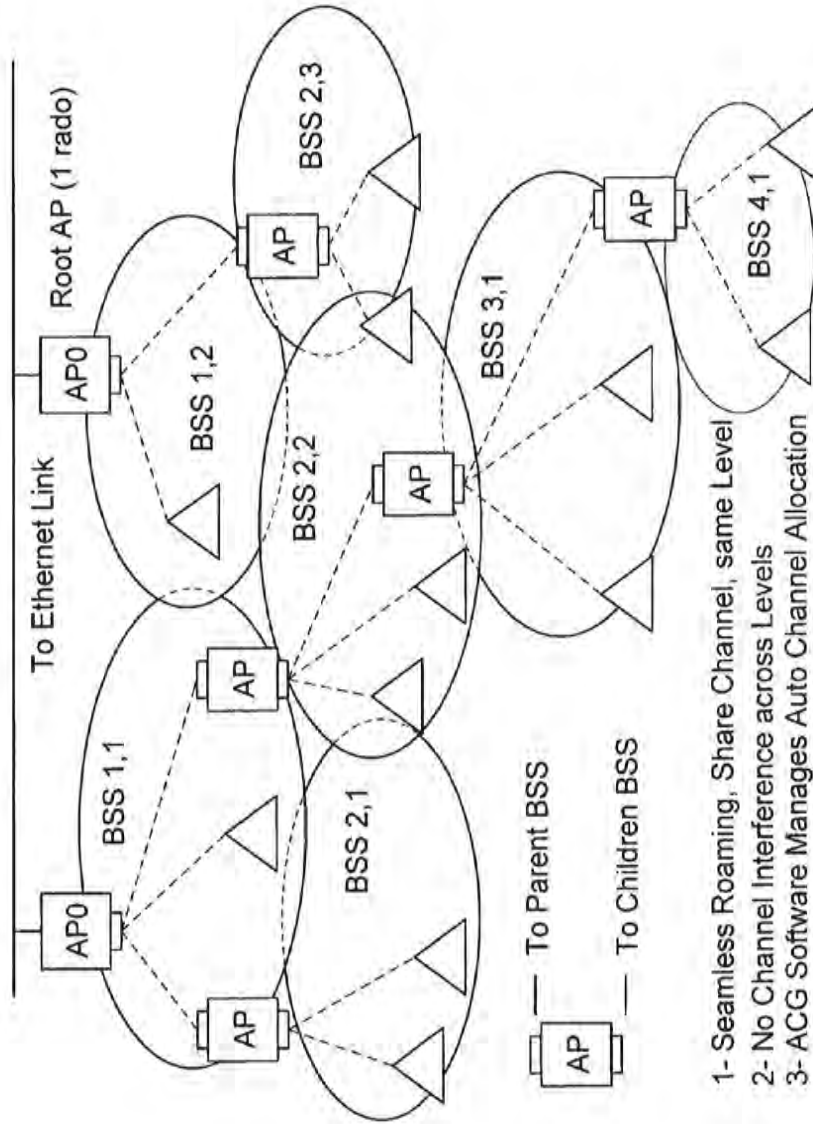 To Ethernet Link
AP0
AP0
Root AP (1 rado)
BSS 1,1
BSS 1,2
AP
AP
AP
BSS 2,3
BSS 2,1
BSS 2,2
AP
BSS 3,1
AP
BSS 4,1
AP
To Parent BSS
To Children BSS
1- Seamless Roaming, Share Channel, same Level
2- No Channel Interference across Levels
3- ACG Software Manages Auto Channel Allocation